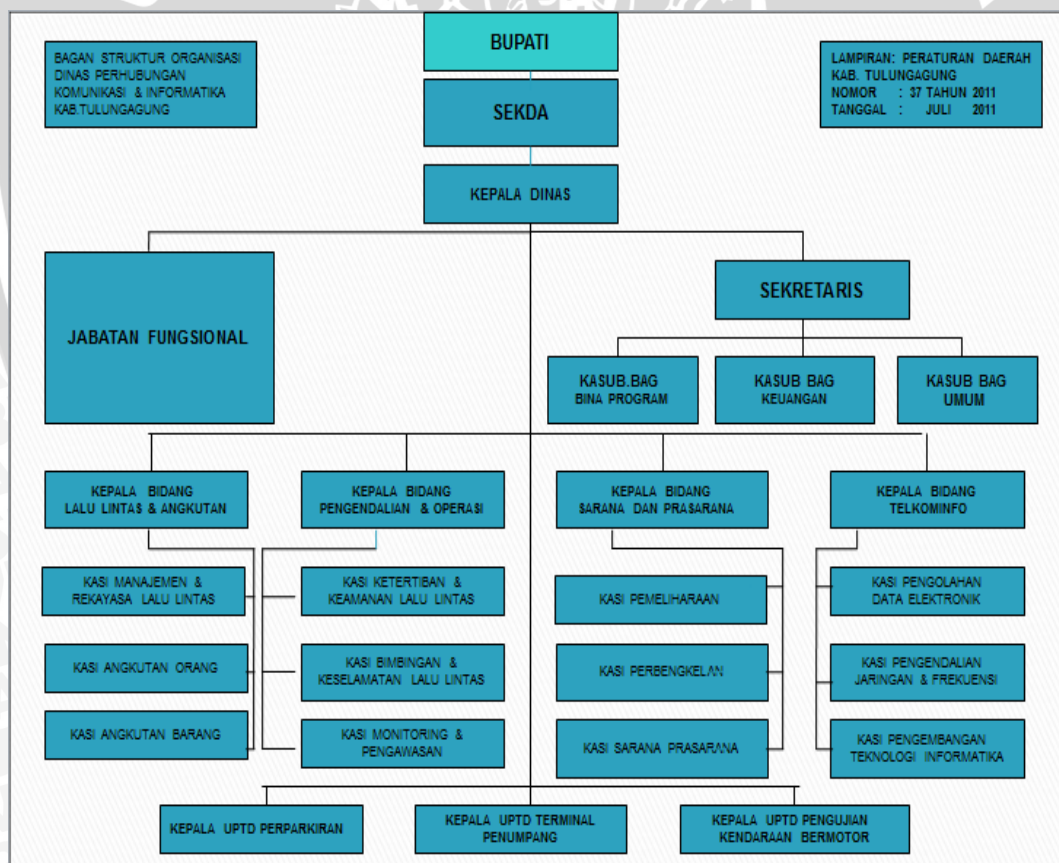 BAGAN STRUKTUR ORGANISASI
DINAS PERHUBUNGAN
KOMUNIKASI & INFORMATIKA
KAB.TULUNGAGUNG
BUPATI
LAMPIRAN: PERATURAN DAERAH
KAB. TULUNGAGUNG
NOMOR : 37 TAHUN 2011
TANGGAL : JULI 2011
SEKDA
KEPALA DINAS
JABATAN FUNGSIONAL
SEKRETARIS
KASUB.BAG
BINA PROGRAM
KASUB BAG
KEUANGAN
KASUB BAG
UMUM
KEPALA BIDANG
LALU LINTAS & ANGKUTAN
KEPALA BIDANG
PENGENDALIAN & OPERASI
KEPALA BIDANG
SARANA DAN PRASARANA
KEPALA BIDANG
TELKOMINFO
KASI MANAJEMEN &
REKAYASA LALU LINTAS
KASI KETERTIBAN &
KEAMANAN LALU LINTAS
KASI PEMELIHARAAN
KASI PENGOLAHAN
DATA ELEKTRONIK
KASI ANGKUTAN ORANG
KASI BIMBINGAN &
KESELAMATAN LALU LINTAS
KASI PERBENGKELAN
KASI PENGENDALIAN
JARINGAN & FREKUENSI
KASI ANGKUTAN BARANG
KASI MONITORING &
PENGAWASAN
KASI SARANA PRASARANA
KASI PENGEMBANGAN
TEKNOLOGI INFORMATIKA
KEPALA UPTD PERPARKIRAN
KEPALA UPTD TERMINAL
PENUMPANG
KEPALA UPTD PENGUJIAN
KENDARAAN BERMOTOR